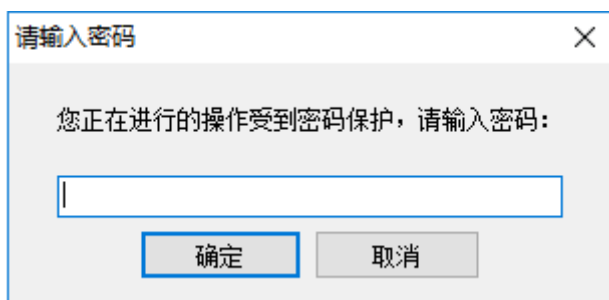 请输入密码
您正在进行的操作受到密码保护，请输入密码：
确定
取消